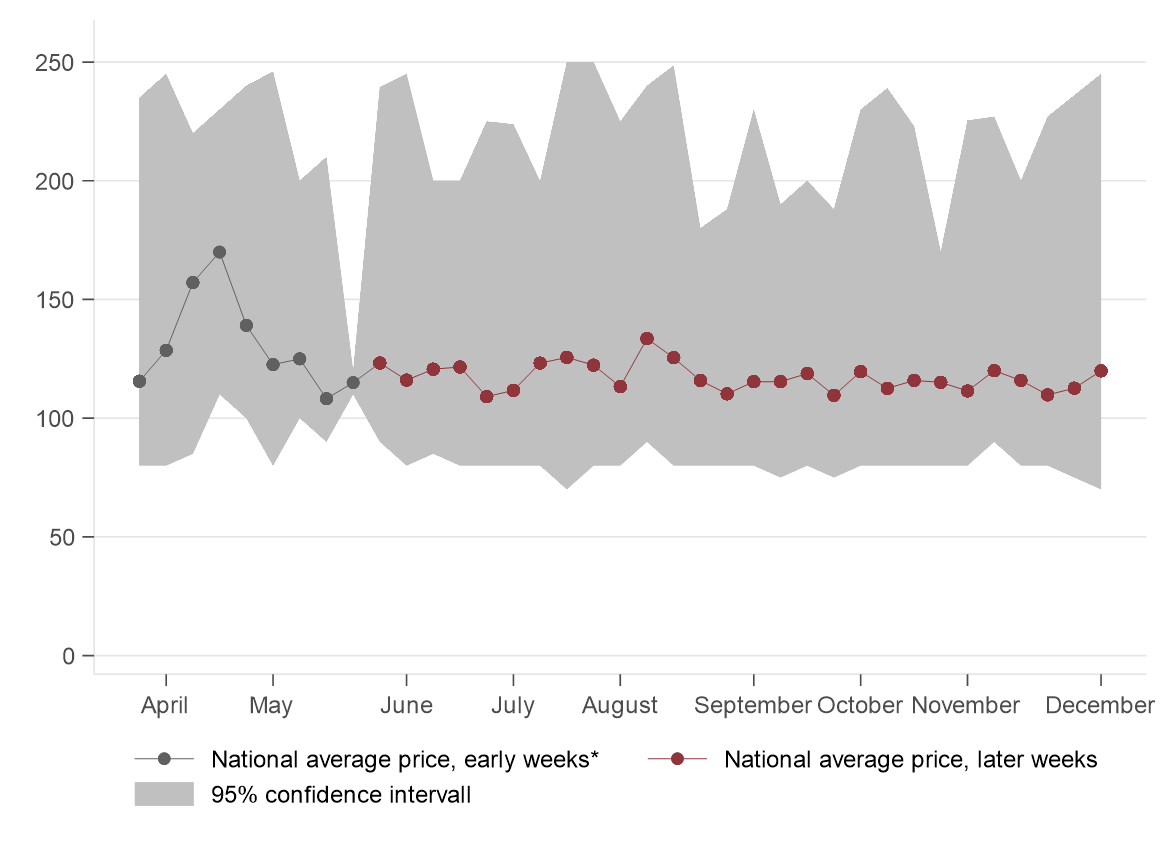 250
200
150
100
50
0
April May June July August September October November December
National average price, early weeks* National average price, later weeks
95% confidence intervall